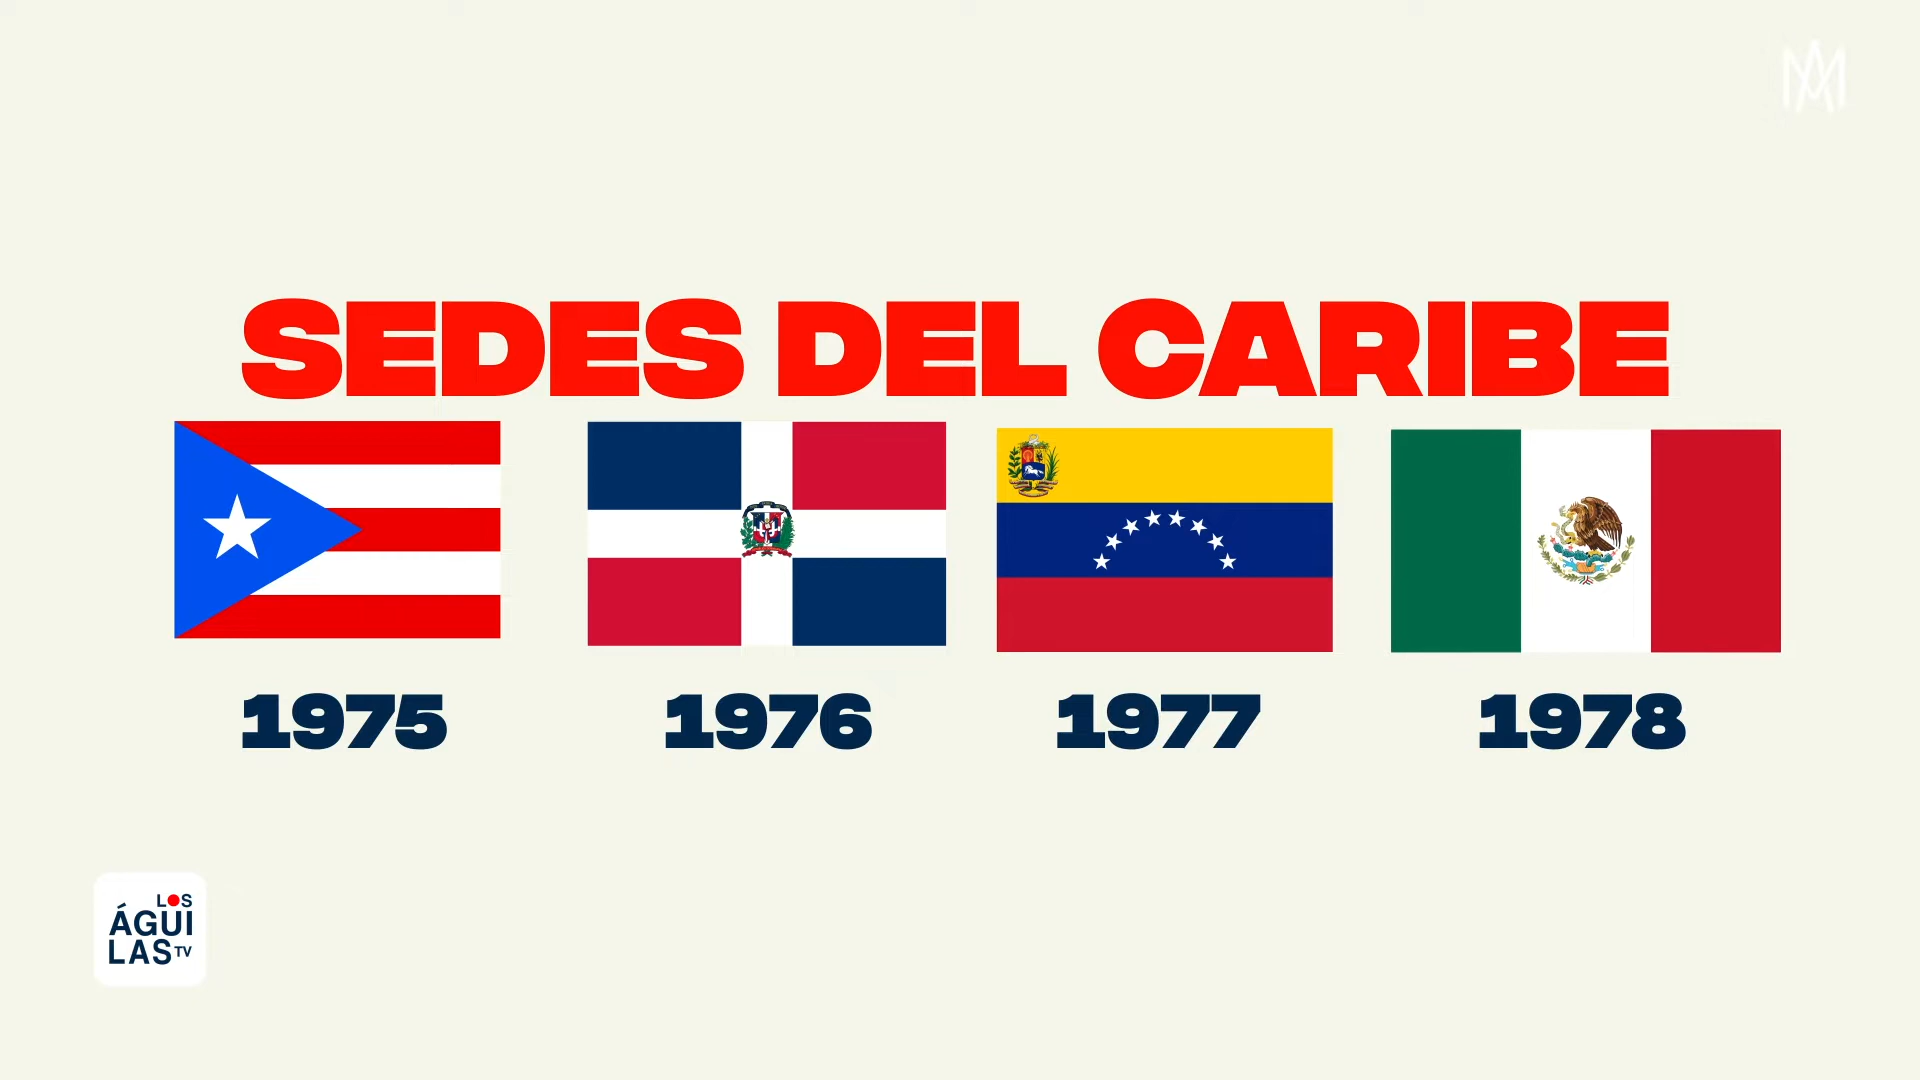 SEDES DEL CARIBE
1975 1976 1977 1978
LOS
ÁGUI
LAS TV